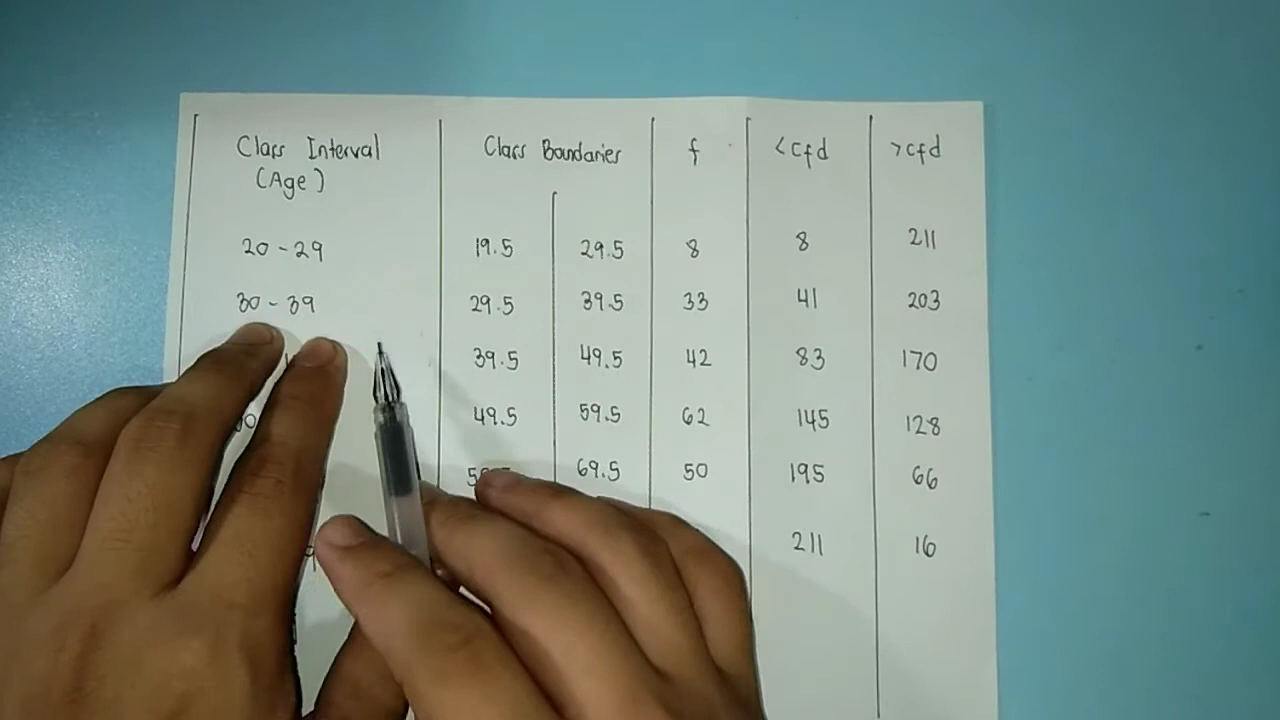 Class Interval Class Boundaries f <cfd >cfd
(Age)
20-29 19.5 29.5 8 8 211
30-39 29.5 39.5 33 41 203
39.5 49.5 42 83 170
49.5 59.5 62 145 128
69.5 50 195 66
211 16